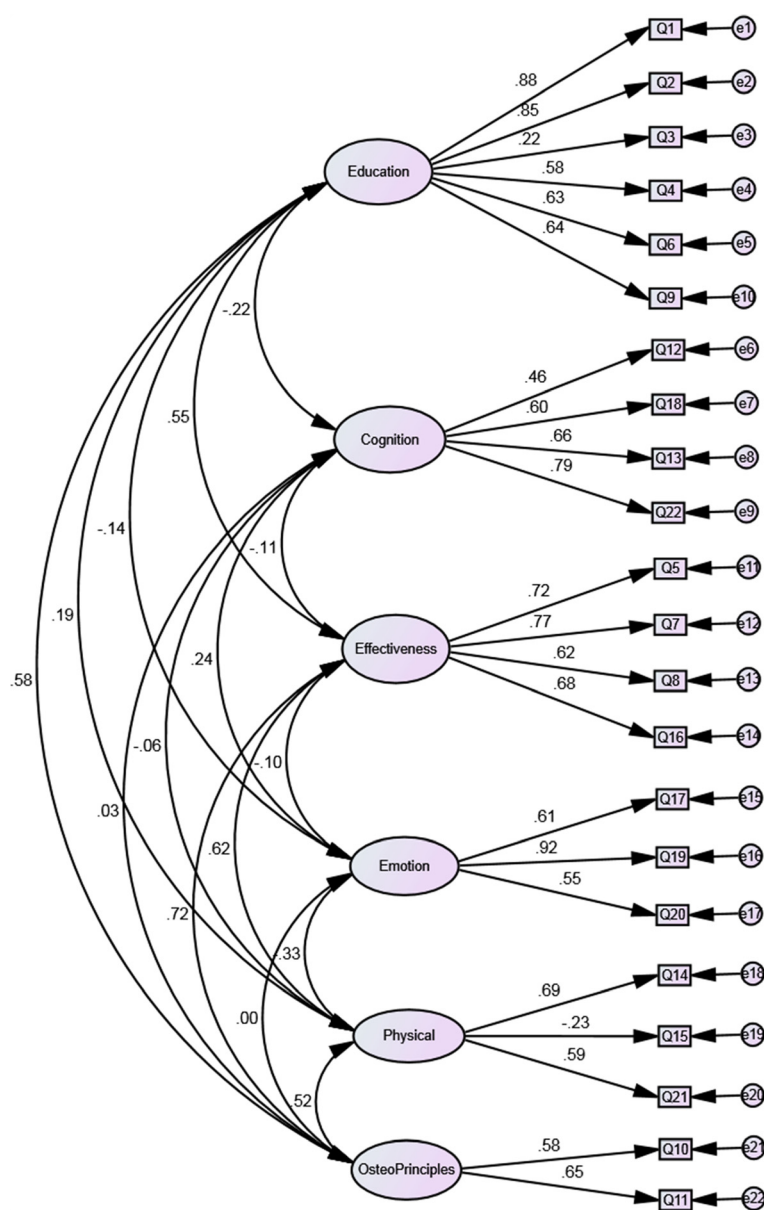 Q1 e1
.88
Q2 e2
.85
.22
Q3 e3
Education
.58
Q4 e4
.63
Q6 e5
.64
Q9 e10
-.22
Q12 e6
.46
.60
Q18 e7
.55
Cognition
.66
Q13 e8
.79
Q22 e9
-.14
-.11
Q5 e11
.72
.19
.77
Q7 e12
Effectiveness
.62
.58
.24
Q8 e13
.68
Q16 e14
-.06
-.10
Q17 e15
.03
.61
.62
.92
Q19 e16
Emotion
.55
.72
Q20 e17
-.33
Q14 e18
.69
.00
-.23
Physical
Q15 e19
.59
.52
Q21 e20
.58
Q10 e21
OsteoPrinciples
.65
Q11 e22